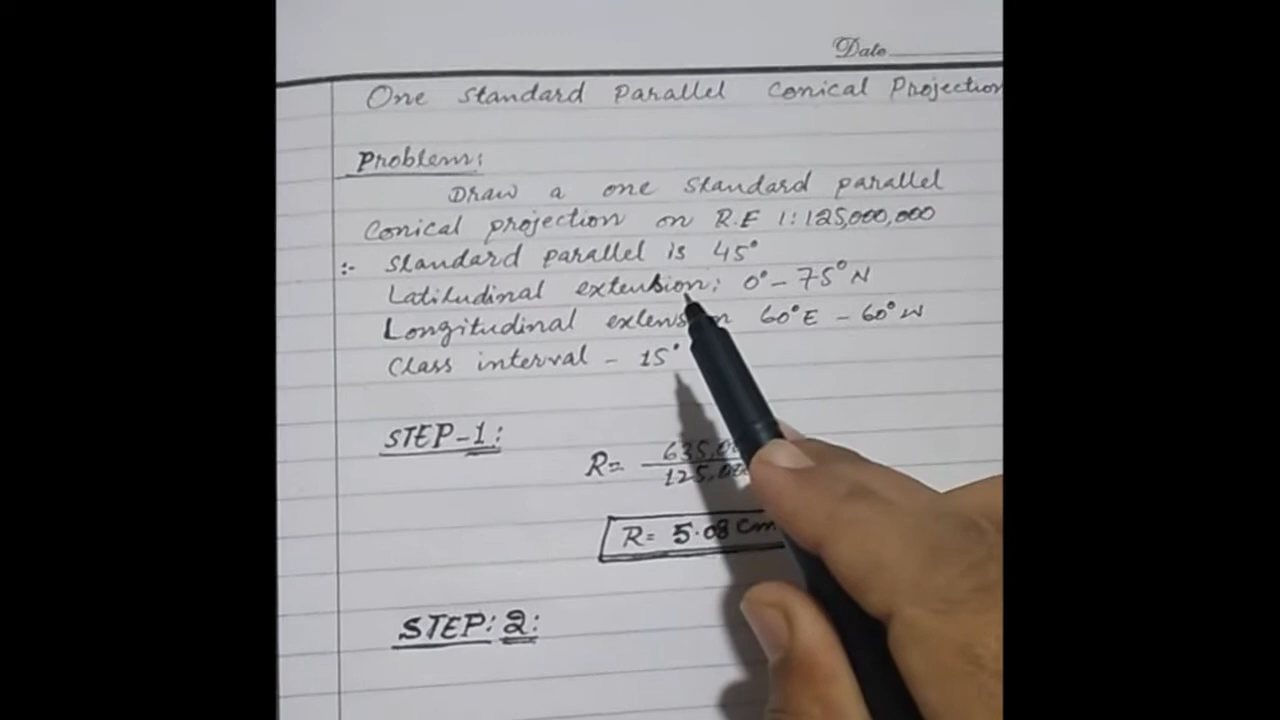 Date
One Standard Parallel Conical Projection
Problem:
Draw a one standard parallel
Conical projection on R.F 1:125,000,000
:- Standard parallel is 45°
Latitudinal extension: 0° - 75° N
Longitudinal 60°E - 60° W
Class interval - 15°
STEP-1:
R=
R= 5.08 cm
STEP: 2: